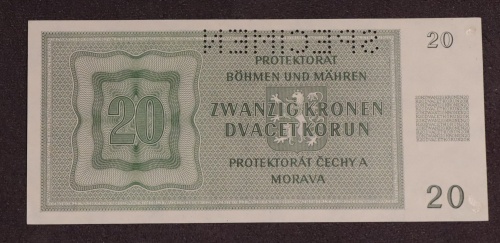 SPECIMEN
20
PROTEKTORAT
BÖHMEN UND MÄHREN
20
ZWANZIG KRONEN
DVACET KORUN
PROTEKTORÁT ČECHY A
MORAVA
20